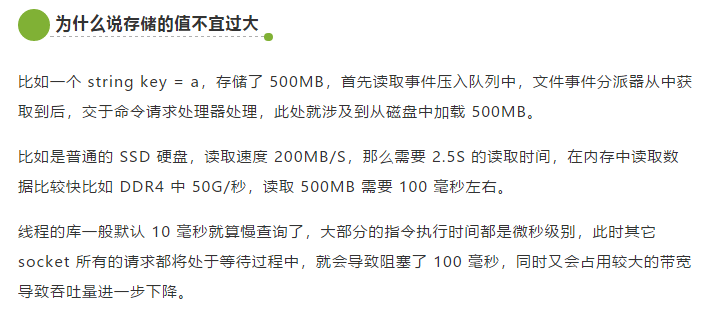 为什么说存储的值不宜过大
比如一个 string key = a，存储了 500MB，首先读取事件压入队列中，文件事件分派器从中获
取到后，交于命令请求处理器处理，此处就涉及到从磁盘中加载 500MB。
比如是普通的 SSD 硬盘，读取速度 200MB/S，那么需要 2.5S 的读取时间，在内存中读取数
据比较快比如 DDR4 中 50G/秒，读取 500MB 需要 100 毫秒左右。
线程的库一般默认 10 毫秒就算慢查询了，大部分的指令执行时间都是微秒级别，此时其它
socket 所有的请求都将处于等待过程中，就会导致阻塞了 100 毫秒，同时又会占用较大的带宽
导致吞吐量进一步下降。